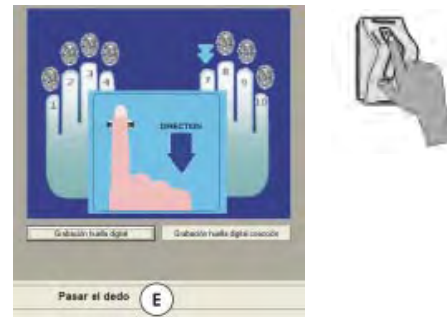 1
2
3
4
7
8
9
10
DIRECTION
Grabación huella digital
Grabación huella digital coacción
Pasar el dedo
E